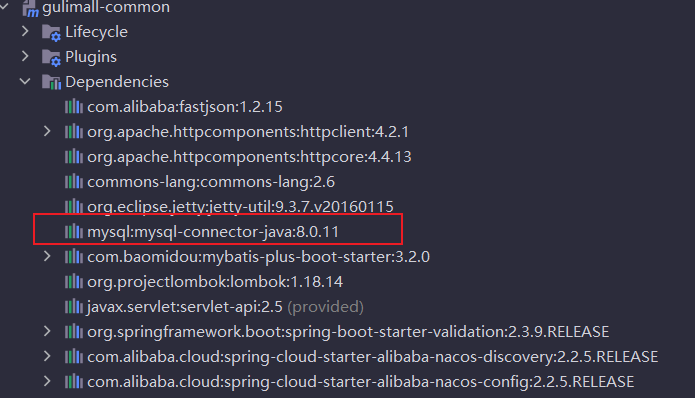 gulimall-common
Lifecycle
Plugins
Dependencies
com.alibaba:fastjson:1.2.15
org.apache.httpcomponents:httpclient:4.2.1
org.apache.httpcomponents:httpcore:4.4.13
commons-lang:commons-lang:2.6
org.eclipse.jetty:jetty-util:9.3.7.v20160115
mysql:mysql-connector-java:8.0.11
com.baomidou:mybatis-plus-boot-starter:3.2.0
org.projectlombok:lombok:1.18.14
javax.servlet:servlet-api:2.5 (provided)
org.springframework.boot:spring-boot-starter-validation:2.3.9.RELEASE
com.alibaba.cloud:spring-cloud-starter-alibaba-nacos-discovery:2.2.5.RELEASE
com.alibaba.cloud:spring-cloud-starter-alibaba-nacos-config:2.2.5.RELEASE